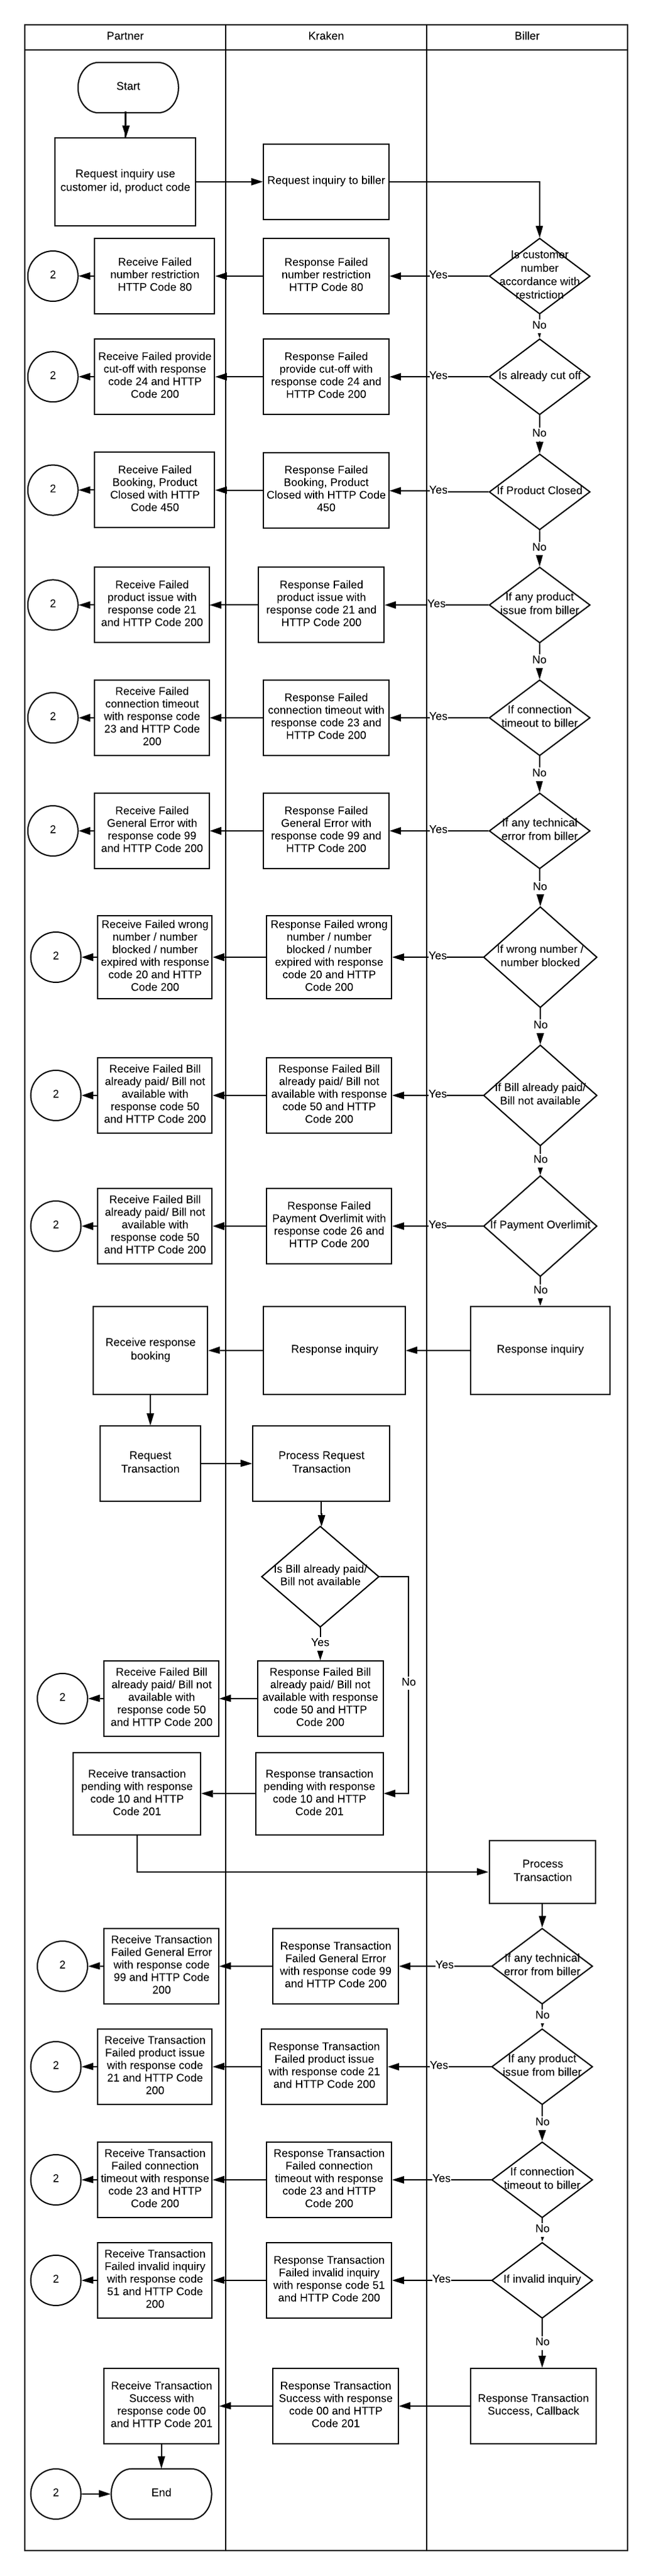 Partner
Kraken
Biller
Start
Request inquiry use
customer id, product code
Request inquiry to biller
Is customer
number
accordance with
restriction
Yes
Response Failed
number restriction
HTTP Code 80
Receive Failed
number restriction
HTTP Code 80
2
No
Is already cut off
Yes
Response Failed
provide cut-off with
response code 24 and
HTTP Code 200
Receive Failed provide
cut-off with response
code 24 and HTTP
Code 200
2
No
If Product Closed
Yes
Response Failed
Booking, Product
Closed with HTTP Code
450
Receive Failed
Booking, Product
Closed with HTTP
Code 450
2
No
If any product
issue from biller
Yes
Response Failed
product issue with
response code 21 and
HTTP Code 200
Receive Failed
product issue with
response code 21
and HTTP Code 200
2
No
If connection
timeout to biller
Yes
Response Failed
connection timeout with
response code 23 and
HTTP Code 200
Receive Failed
connection timeout
with response code
23 and HTTP Code
200
2
No
If any technical
error from biller
Yes
Response Failed
General Error with
response code 99 and
HTTP Code 200
Receive Failed
General Error with
response code 99
and HTTP Code 200
2
No
If wrong number /
number blocked
Yes
Response Failed wrong
number / number
blocked / number
expired with response
code 20 and HTTP
Code 200
Receive Failed wrong
number / number
blocked / number
expired with response
code 20 and HTTP
Code 200
2
No
If Bill already paid/
Bill not available
Yes
Response Failed Bill
already paid/ Bill not
available with response
code 50 and HTTP
Code 200
Receive Failed Bill
already paid/ Bill not
available with
response code 50
and HTTP Code 200
2
No
If Payment Overlimit
Yes
Response Failed
Payment Overlimit with
response code 26 and
HTTP Code 200
Receive Failed Bill
already paid/ Bill not
available with
response code 50
and HTTP Code 200
2
No
Response inquiry
Response inquiry
Receive response
booking
Request
Transaction
Process Request
Transaction
Is Bill already paid/
Bill not available
Yes
No
Response Failed Bill
already paid/ Bill not
available with response
code 50 and HTTP
Code 200
Receive Failed Bill
already paid/ Bill not
available with
response code 50
and HTTP Code 200
2
Response transaction
pending with response
code 10 and HTTP
Code 201
Receive transaction
pending with response
code 10 and HTTP
Code 201
Process
Transaction
If any technical
error from biller
Yes
Response Transaction
Failed General Error
with response code 99
and HTTP Code 200
Receive Transaction
Failed General Error
with response code
99 and HTTP Code
200
2
No
If any product
issue from biller
Yes
Response Transaction
Failed product issue
with response code 21
and HTTP Code 200
Receive Transaction
Failed product issue
with response code
21 and HTTP Code
200
2
No
If connection
timeout to biller
Yes
Response Transaction
Failed connection
timeout with response
code 23 and HTTP
Code 200
Receive Transaction
Failed connection
timeout with response
code 23 and HTTP
Code 200
2
No
If invalid inquiry
Yes
Response Transaction
Failed invalid inquiry
with response code 51
and HTTP Code 200
Receive Transaction
Failed invalid inquiry
with response code
51 and HTTP Code
200
2
No
Response Transaction
Success, Callback
Response Transaction
Success with response
code 00 and HTTP
Code 201
Receive Transaction
Success with
response code 00
and HTTP Code 201
2
End